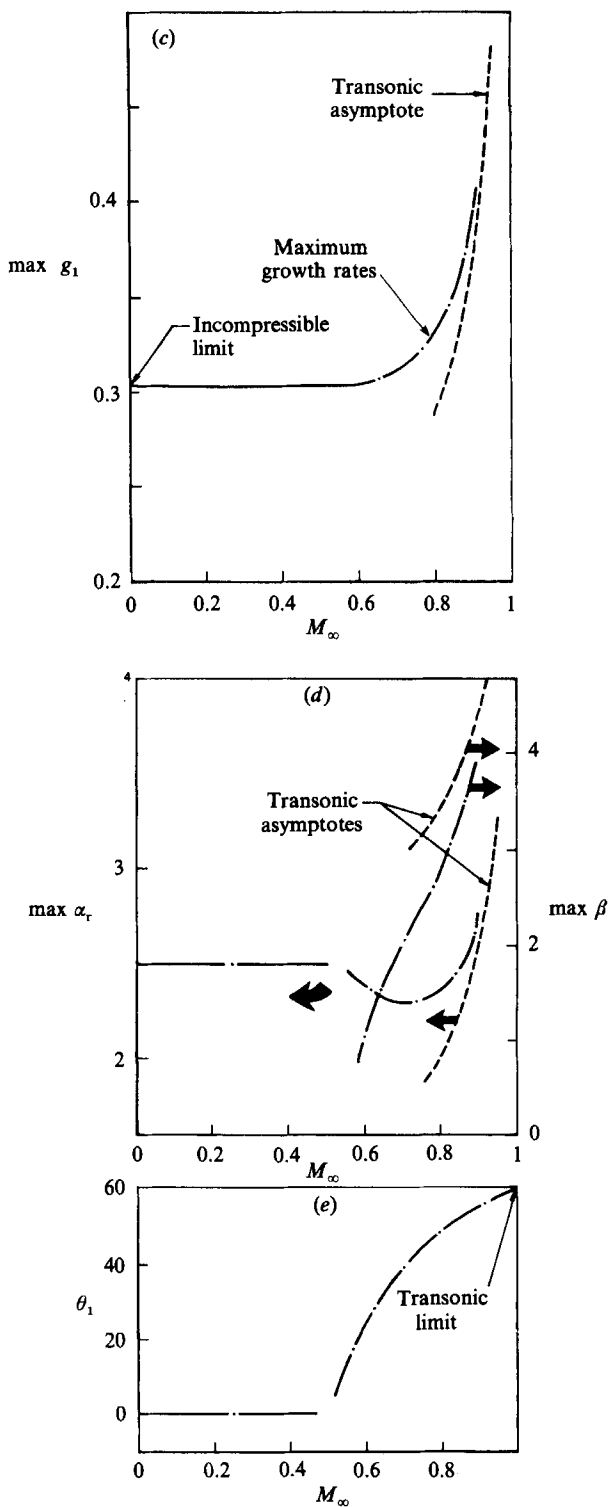 (c)
Transonic
asymptote
0.4
Maximum
growth rates
max g₁
Incompressible
limit
0.3
0.2
0 0.2 0.4 0.6 0.8 1
M∞
4
(d)
4
Transonic
asymptotes
3
max αr
max β
2
2
0
0 0.2 0.4 0.6 0.8 1
M∞
60
(e)
40
θ₁
Transonic
limit
20
0
0 0.2 0.4 0.6 0.8 1
M∞